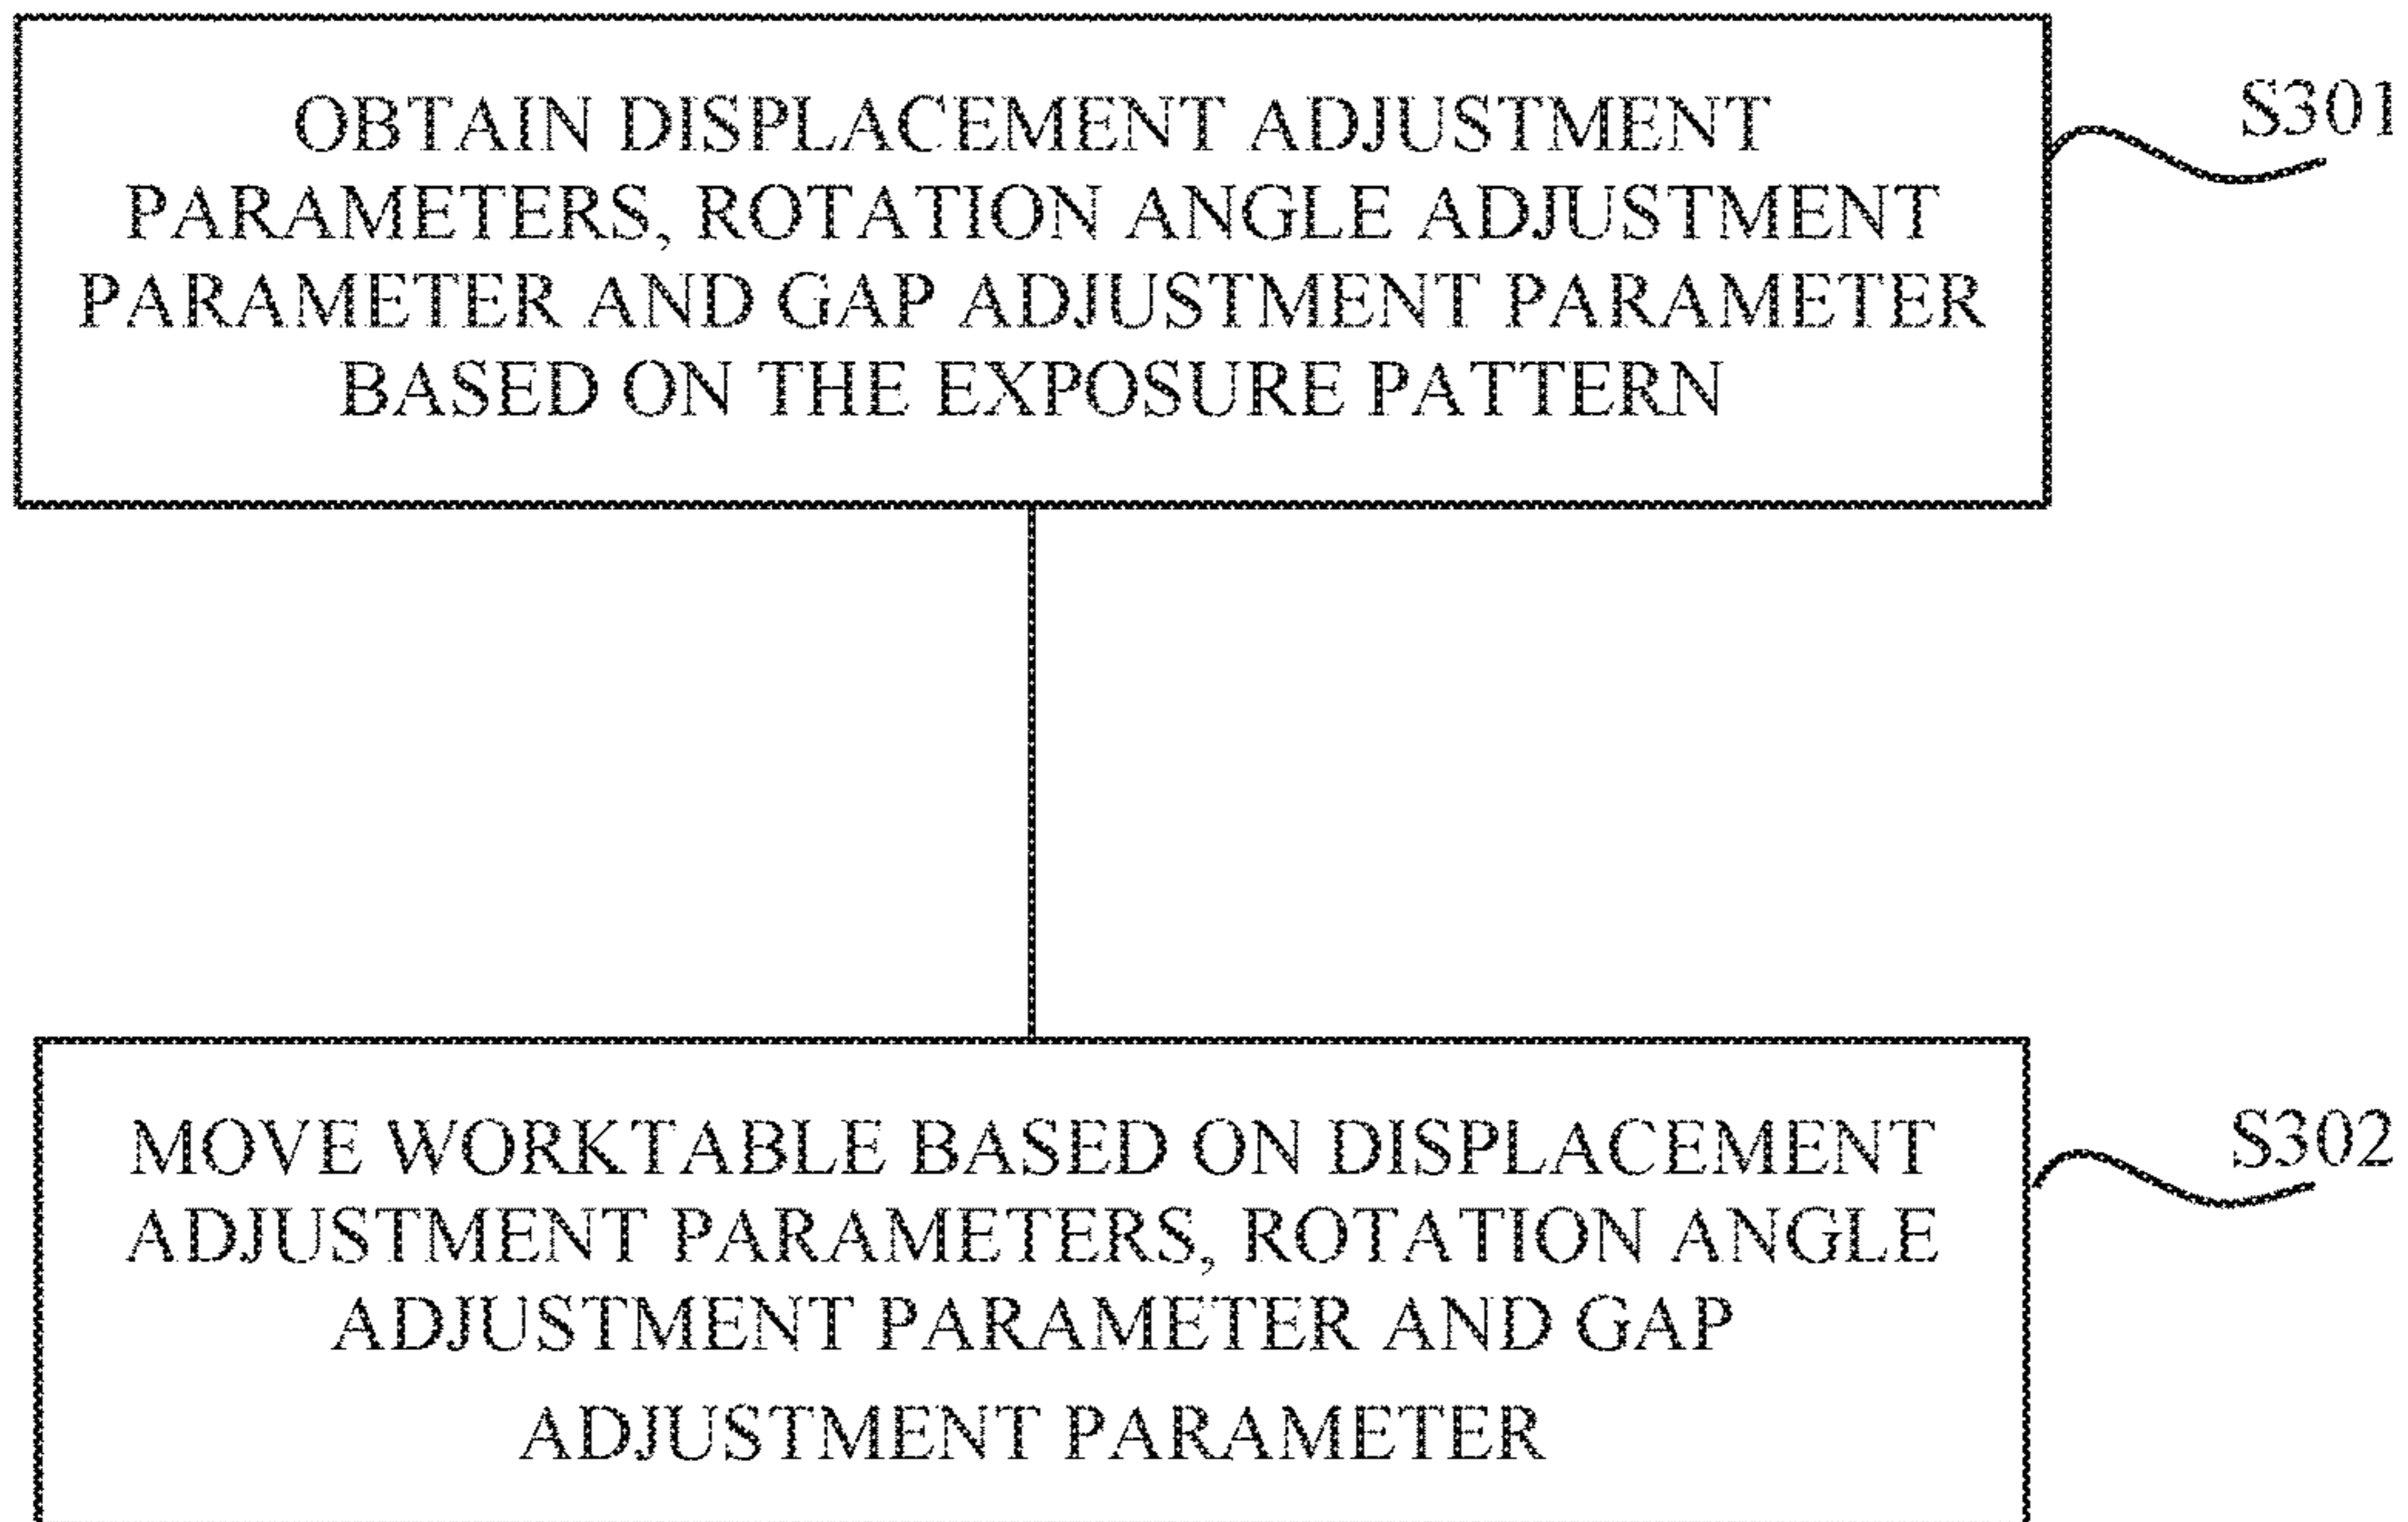 OBTAIN DISPLACEMENT ADJUSTMENT
PARAMETERS, ROTATION ANGLE ADJUSTMENT
PARAMETER AND GAP ADJUSTMENT PARAMETER
BASED ON THE EXPOSURE PATTERN
S301
MOVE WORKTABLE BASED ON DISPLACEMENT
ADJUSTMENT PARAMETERS, ROTATION ANGLE
ADJUSTMENT PARAMETER AND GAP
ADJUSTMENT PARAMETER
S302